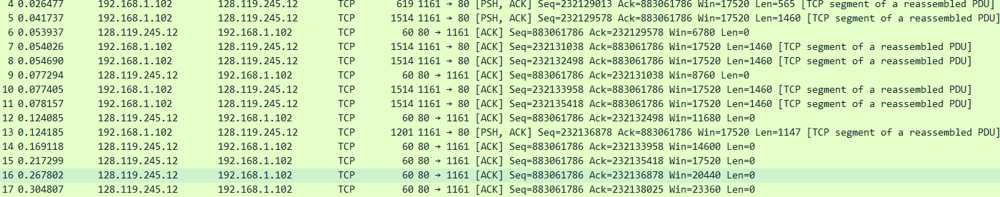 4 0.026477 192.168.1.102 128.119.245.12 TCP 619 1161 → 80 [PSH, ACK] Seq=232129013 Ack=883061786 Win=17520 Len=565 [TCP segment of a reassembled PDU]
5 0.041737 192.168.1.102 128.119.245.12 TCP 1514 1161 → 80 [PSH, ACK] Seq=232129578 Ack=883061786 Win=17520 Len=1460 [TCP segment of a reassembled PDU]
6 0.053937 128.119.245.12 192.168.1.102 TCP 60 80 → 1161 [ACK] Seq=883061786 Ack=232129578 Win=6780 Len=0
7 0.054026 192.168.1.102 128.119.245.12 TCP 1514 1161 → 80 [ACK] Seq=232131038 Ack=883061786 Win=17520 Len=1460 [TCP segment of a reassembled PDU]
8 0.054690 192.168.1.102 128.119.245.12 TCP 1514 1161 → 80 [ACK] Seq=232132498 Ack=883061786 Win=17520 Len=1460 [TCP segment of a reassembled PDU]
9 0.077294 128.119.245.12 192.168.1.102 TCP 60 80 → 1161 [ACK] Seq=883061786 Ack=232131038 Win=8760 Len=0
10 0.077405 192.168.1.102 128.119.245.12 TCP 1514 1161 → 80 [ACK] Seq=232133958 Ack=883061786 Win=17520 Len=1460 [TCP segment of a reassembled PDU]
11 0.078157 192.168.1.102 128.119.245.12 TCP 1514 1161 → 80 [ACK] Seq=232135418 Ack=883061786 Win=17520 Len=1460 [TCP segment of a reassembled PDU]
12 0.124085 128.119.245.12 192.168.1.102 TCP 60 80 → 1161 [ACK] Seq=883061786 Ack=232132498 Win=11680 Len=0
13 0.124185 192.168.1.102 128.119.245.12 TCP 1201 1161 → 80 [PSH, ACK] Seq=232136878 Ack=883061786 Win=17520 Len=1147 [TCP segment of a reassembled PDU]
14 0.169118 128.119.245.12 192.168.1.102 TCP 60 80 → 1161 [ACK] Seq=883061786 Ack=232133958 Win=14600 Len=0
15 0.217299 128.119.245.12 192.168.1.102 TCP 60 80 → 1161 [ACK] Seq=883061786 Ack=232135418 Win=17520 Len=0
16 0.267802 128.119.245.12 192.168.1.102 TCP 60 80 → 1161 [ACK] Seq=883061786 Ack=232136878 Win=20440 Len=0
17 0.304807 128.119.245.12 192.168.1.102 TCP 60 80 → 1161 [ACK] Seq=883061786 Ack=232138025 Win=23360 Len=0